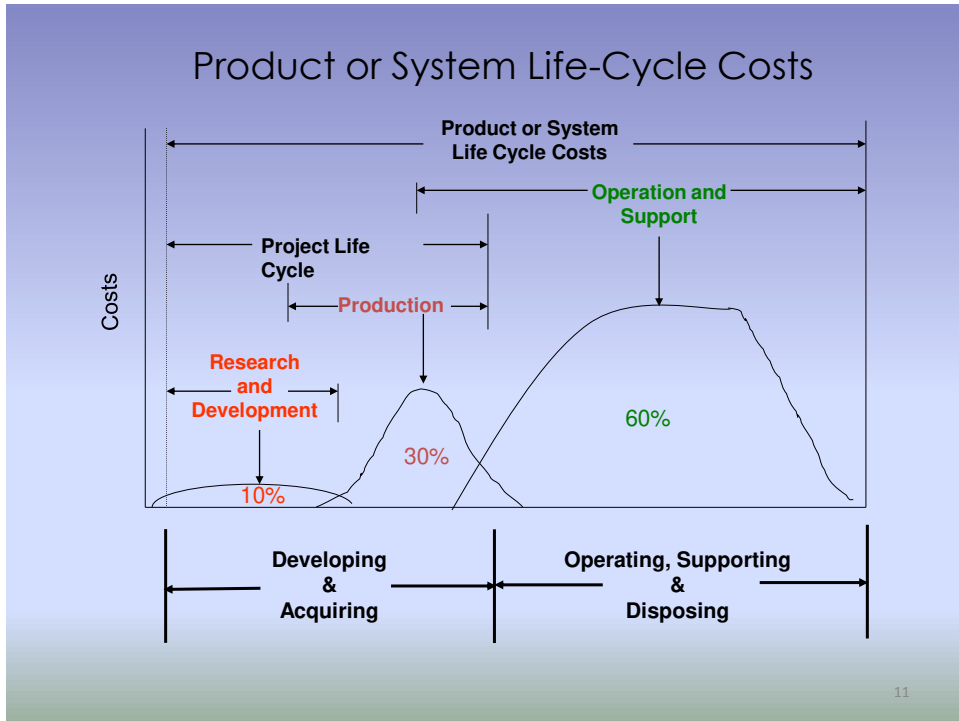 Product or System Life-Cycle Costs
Product or System
Life Cycle Costs
Operation and
Support
Project Life
Cycle
Production
Costs
Research
and
Development
60%
30%
10%
Developing
&
Acquiring
Operating, Supporting
&
Disposing
11